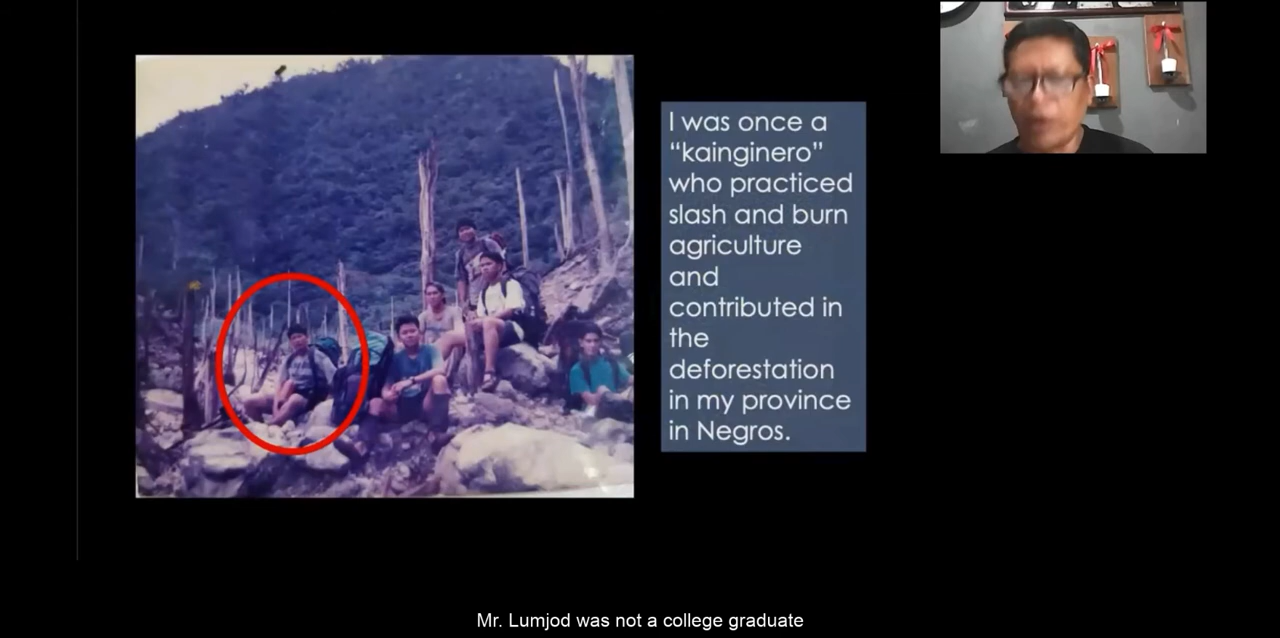 I was once a
“kainginero”
who practiced
slash and burn
agriculture
and
contributed in
the
deforestation
in my province
in Negros.
Mr. Lumjod was not a college graduate